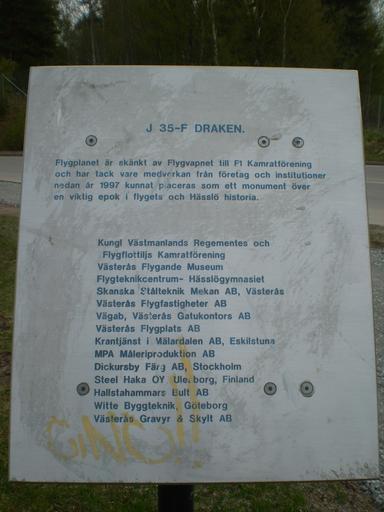 J 35-F DRAKEN.
Flygplanet är skänkt av Flygvapnet till F1 Kamratförening
och har tack vare medverkan från företag och institutioner
nedan år 1997 kunnat placeras som ett monument över
en viktig epok i flygets och Hässlö historia.
Kungl Västmanlands Regementes och
Flygflottiljs Kamratförening
Västerås Flygande Museum
Flygteknikcentrum- Hässlögymnasiet
Skanska Stålteknik Mekan AB, Västerås
Västerås Flygfastigheter AB
Vägab, Västerås Gatukontors AB
Västerås Flygplats AB
Krantjänst i Mälardalen AB, Eskilstuna
MPA Måleriproduktion AB
Dickursby Färg AB, Stockholm
Steel Haka OY Uleåborg, Finland
Hallstahammars Bult AB
Witte Byggteknik, Göteborg
Västerås Gravyr & Skylt AB